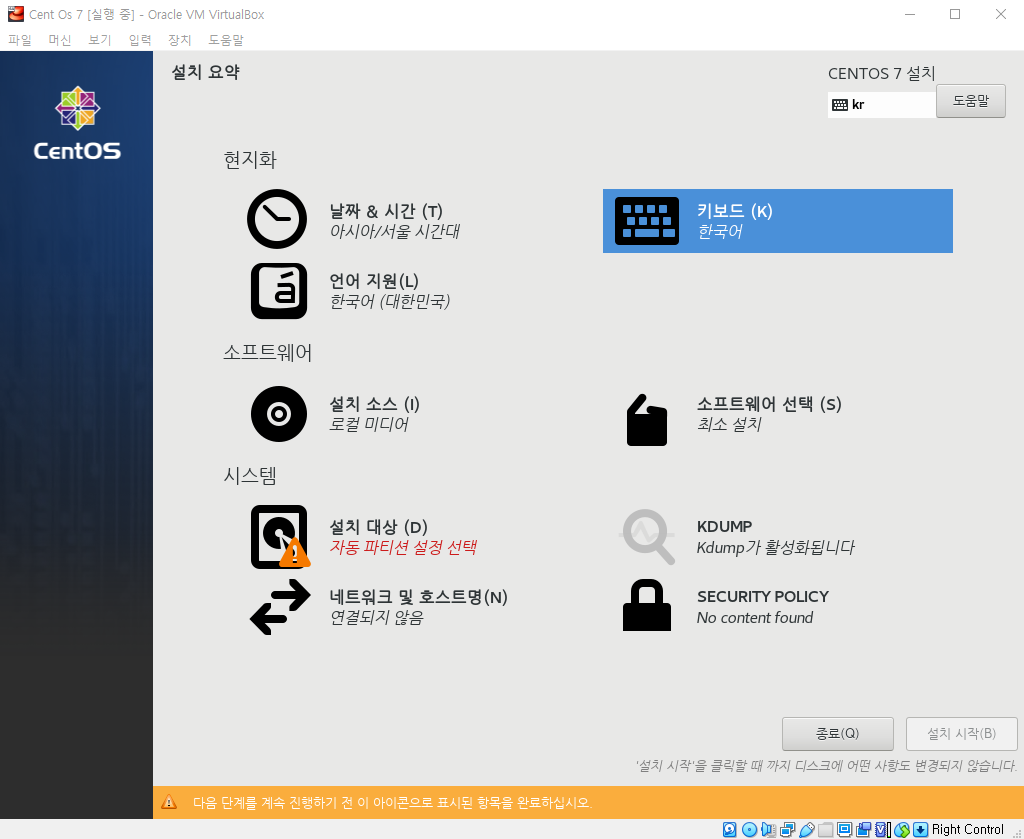 Cent Os 7 [실행 중] - Oracle VM VirtualBox
파일 머신 보기 입력 장치 도움말
설치 요약
CENTOS 7 설치
kr
도움말
CentOS
현지화
날짜 & 시간 (T)
아시아/서울 시간대
키보드 (K)
한국어
언어 지원(L)
한국어 (대한민국)
소프트웨어
설치 소스 (I)
로컬 미디어
소프트웨어 선택 (S)
최소 설치
시스템
설치 대상 (D)
자동 파티션 설정 선택
KDUMP
Kdump가 활성화됩니다
네트워크 및 호스트명(N)
연결되지 않음
SECURITY POLICY
No content found
종료(Q)
설치 시작(B)
'설치 시작'을 클릭할 때 까지 디스크에 어떤 사항도 변경되지 않습니다.
다음 단계를 계속 진행하기 전 이 아이콘으로 표시된 항목을 완료하십시오.
Right Control